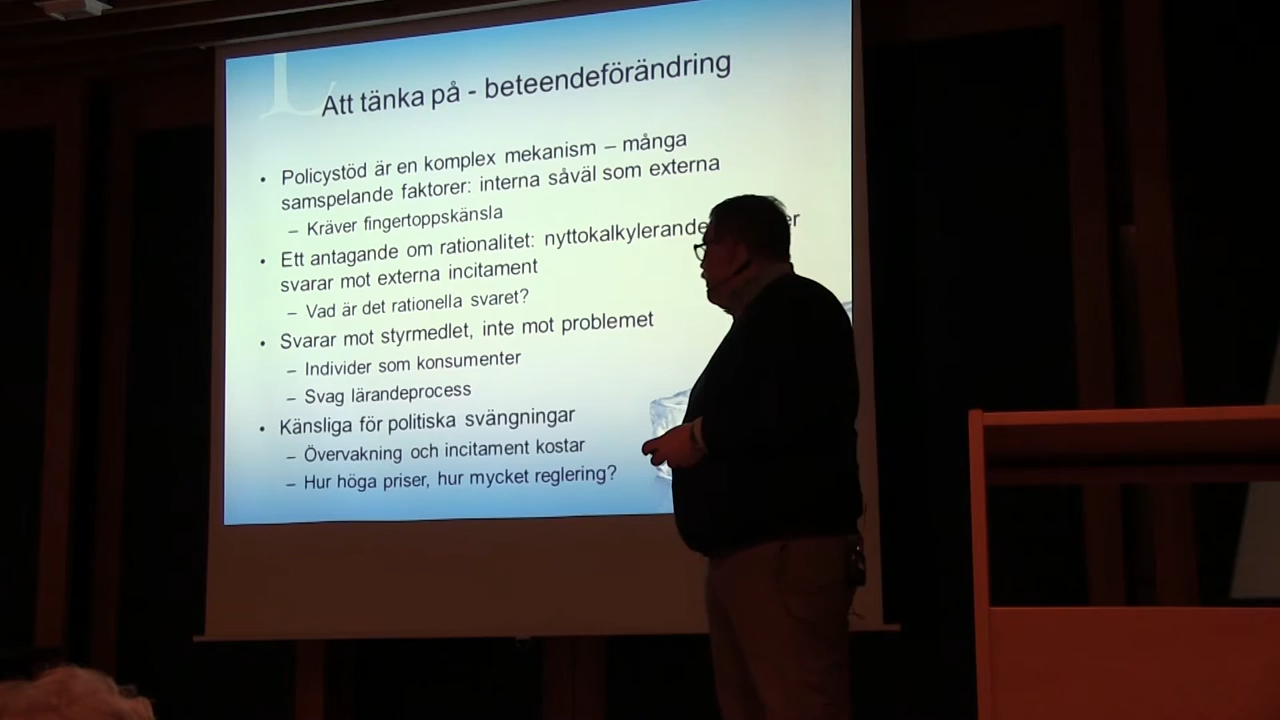 Att tänka på - beteendeförändring
• Policystöd är en komplex mekanism – många
samspelande faktorer: interna såväl som externa
– Kräver fingertoppskänsla
• Ett antagande om rationalitet: nyttokalkylerande
svarar mot externa incitament
– Vad är det rationella svaret?
• Svarar mot styrmedlet, inte mot problemet
– Individer som konsumenter
– Svag lärandeprocess
• Känsliga för politiska svängningar
– Övervakning och incitament kostar
– Hur höga priser, hur mycket reglering?